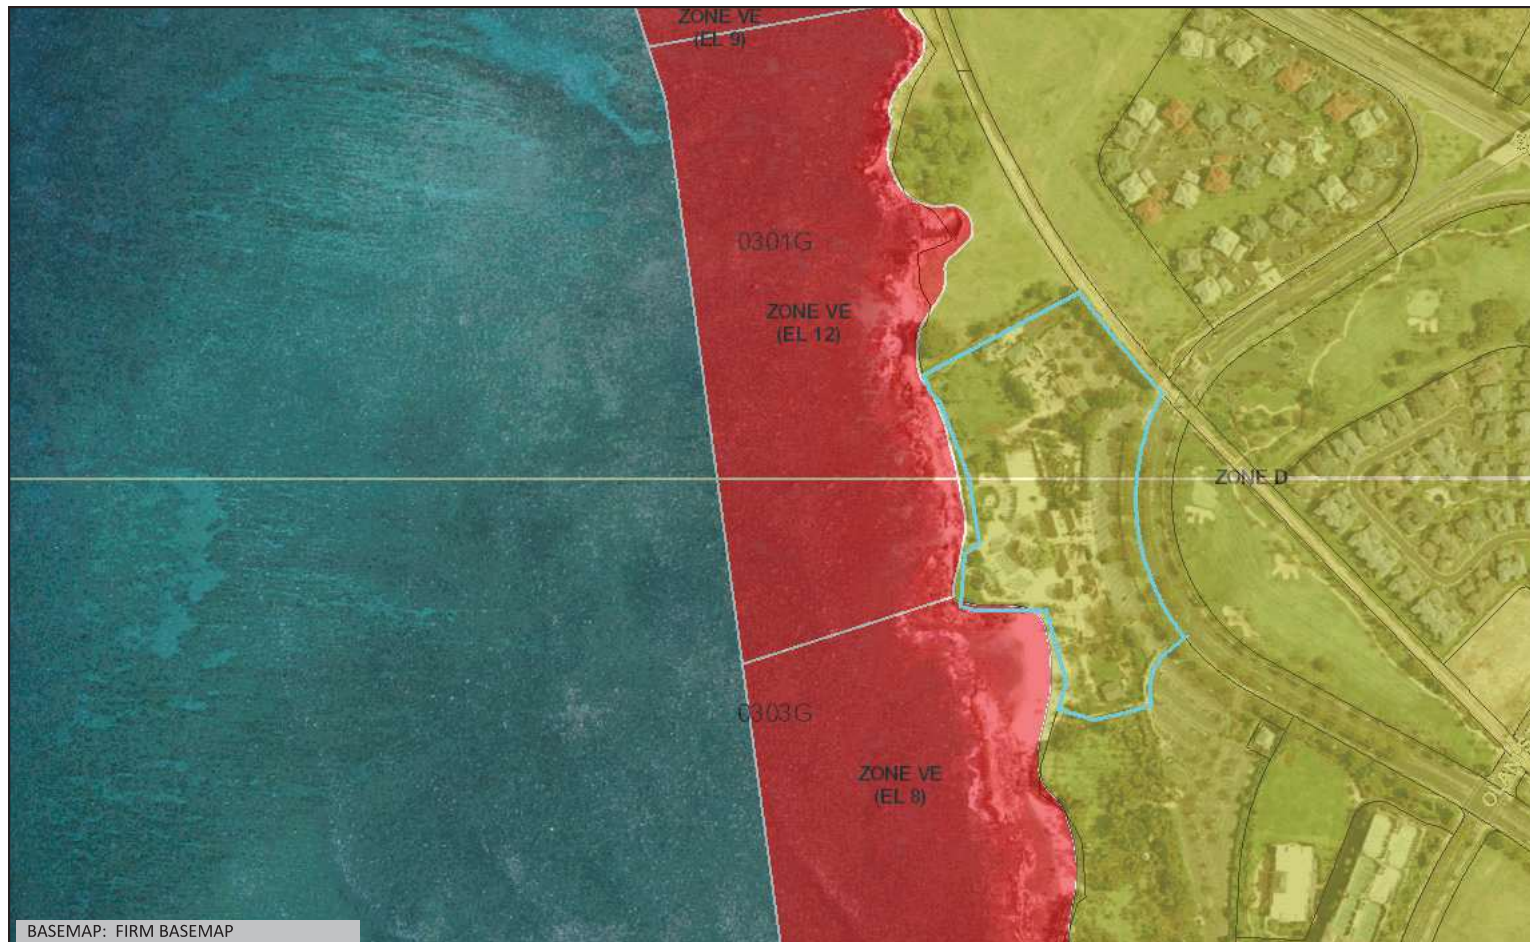 ZONE VE
(EL 9)
0301G
ZONE VE
(EL 12)
ZONE D
0303G
ZONE VE
(EL 8)
BASEMAP: FIRM BASEMAP